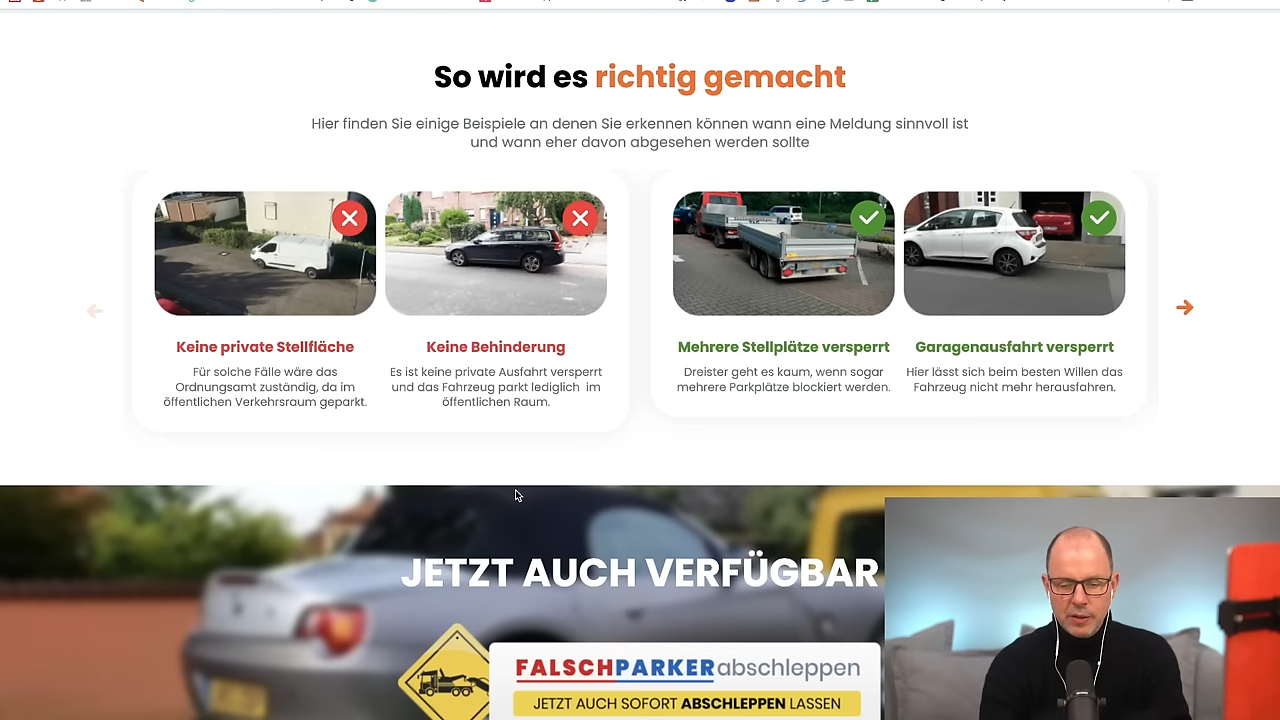 So wird es richtig gemacht
Hier finden Sie einige Beispiele an denen Sie erkennen können wann eine Meldung sinnvoll ist
und wann eher davon abgesehen werden sollte
Keine private Stellfläche
Für solche Fälle wäre das
Ordnungsamt zuständig, da im
öffentlichen Verkehrsraum geparkt.
Keine Behinderung
Es ist keine private Ausfahrt versperrt
und das Fahrzeug parkt lediglich im
öffentlichen Raum.
Mehrere Stellplätze versperrt
Dreister geht es kaum, wenn sogar
mehrere Parkplätze blockiert werden.
Garagenausfahrt versperrt
Hier lässt sich beim besten Willen das
Fahrzeug nicht mehr herausfahren.
JETZT AUCH VERFÜGBAR
FALSCHPARKERabschleppen
JETZT AUCH SOFORT ABSCHLEPPEN LASSEN